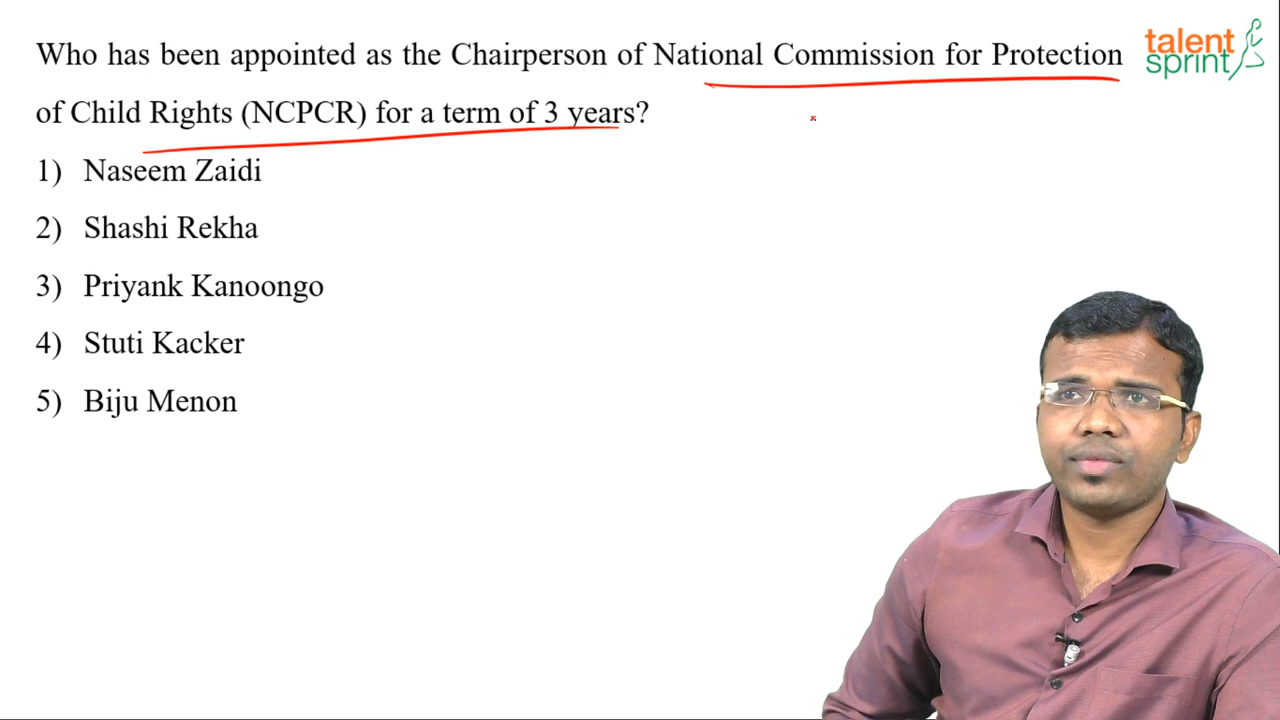 Who has been appointed as the Chairperson of National Commission for Protection
of Child Rights (NCPCR) for a term of 3 years?
1) Naseem Zaidi
2) Shashi Rekha
3) Priyank Kanoongo
4) Stuti Kacker
5) Biju Menon
talent
sprint